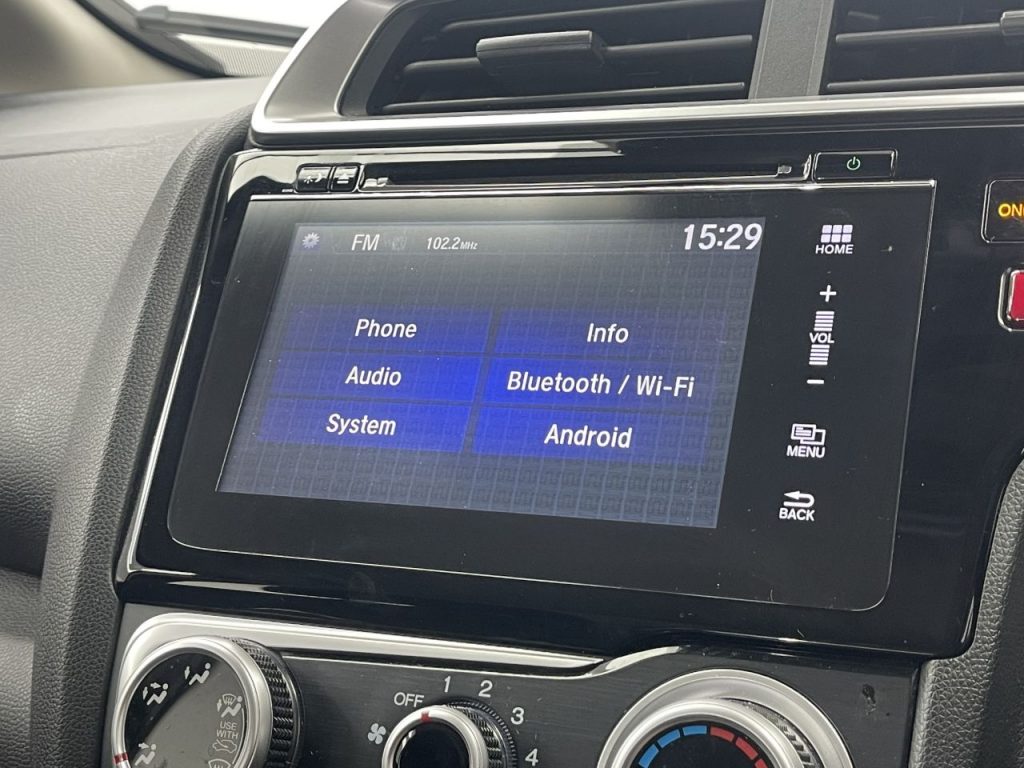 FM 102.2MHz 15:29
HOME
+
VOL
−
Phone Info
Audio Bluetooth / Wi-Fi
System Android
MENU
BACK
OFF 1 2 3 4
USE
WITH